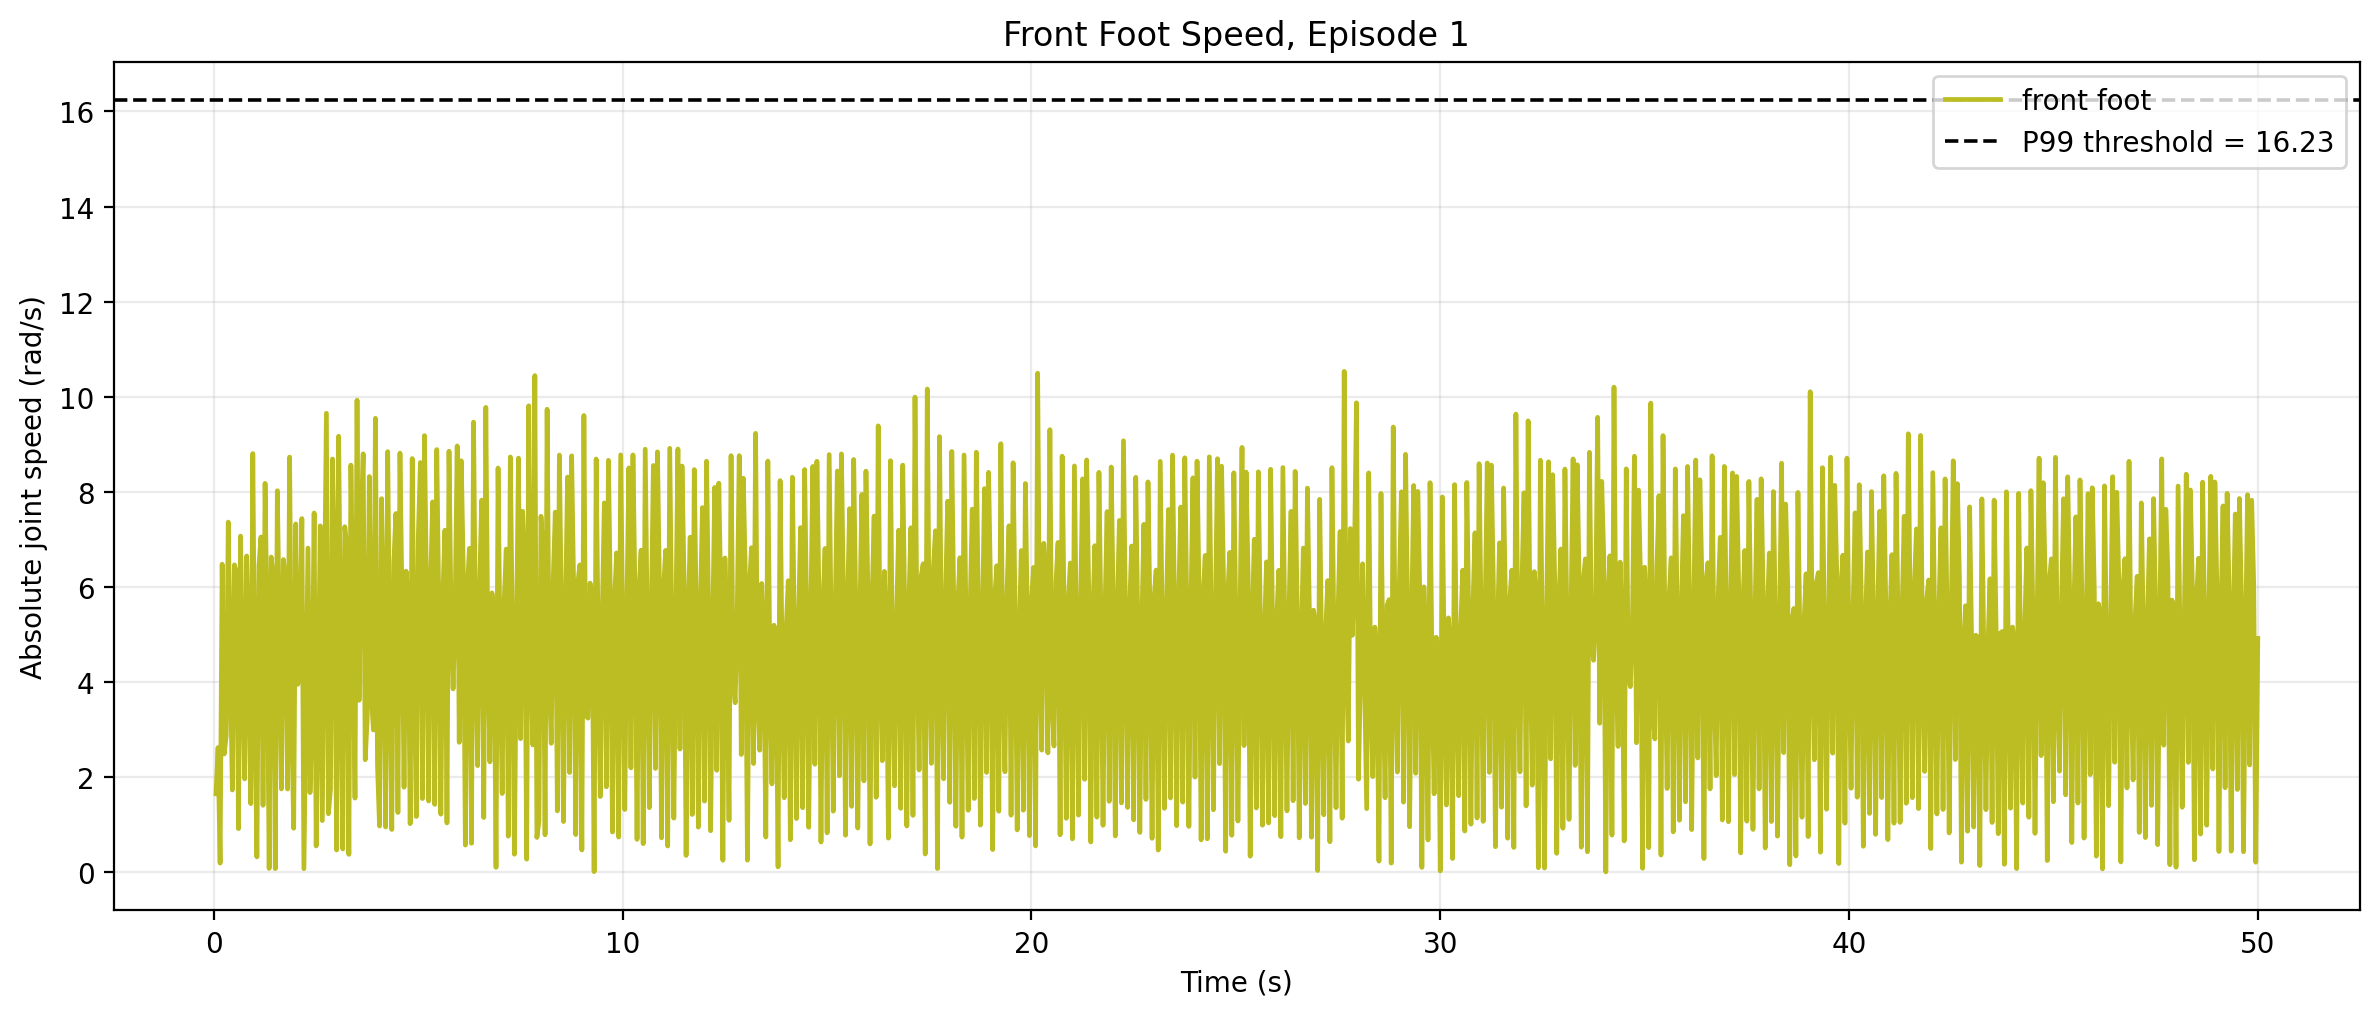 Front Foot Speed, Episode 1
front foot
P99 threshold = 16.23
Absolute joint speed (rad/s)
16
14
12
10
8
6
4
2
0
0 10 20 30 40 50
Time (s)